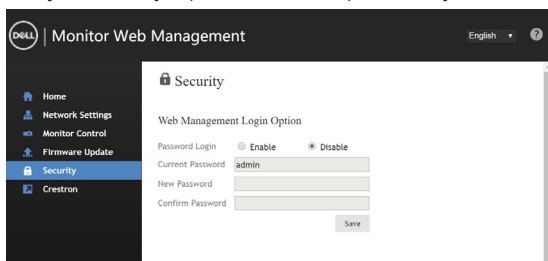 DELL | Monitor Web Management
English
?
Home
Network Settings
Monitor Control
Firmware Update
Security
Crestron
Security
Web Management Login Option
Password Login Enable Disable
Current Password admin
New Password
Confirm Password
Save